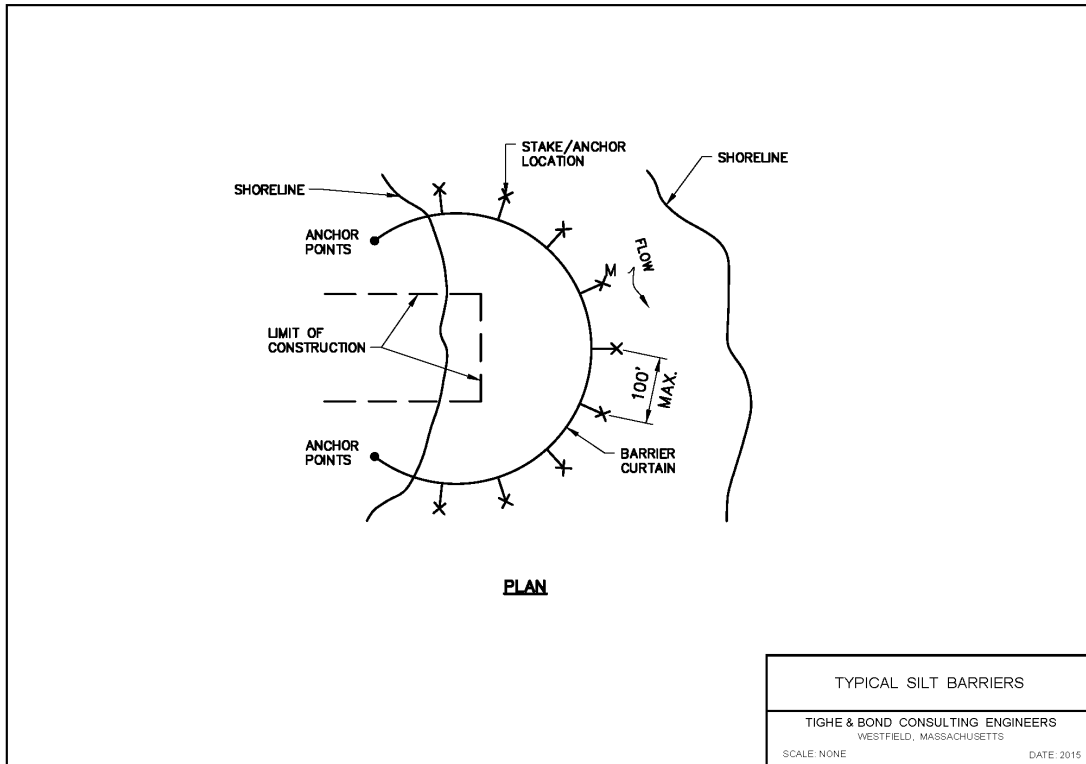 STAKE/ANCHOR
LOCATION
SHORELINE
SHORELINE
ANCHOR
POINTS
FLOW
M
LIMIT OF
CONSTRUCTION
100'
MAX.
ANCHOR
POINTS
BARRIER
CURTAIN
PLAN
TYPICAL SILT BARRIERS
TIGHE & BOND CONSULTING ENGINEERS
WESTFIELD, MASSACHUSETTS
SCALE: NONE
DATE: 2015